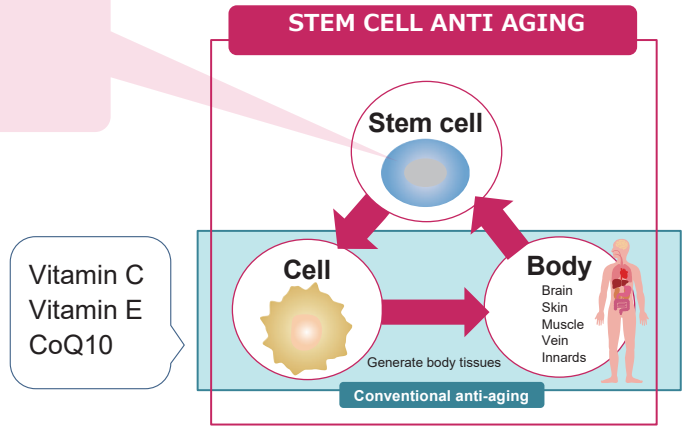 STEM CELL ANTI AGING
Stem cell
Vitamin C
Vitamin E
CoQ10
Cell
Body
Brain
Skin
Muscle
Vein
Innards
Generate body tissues
Conventional anti-aging